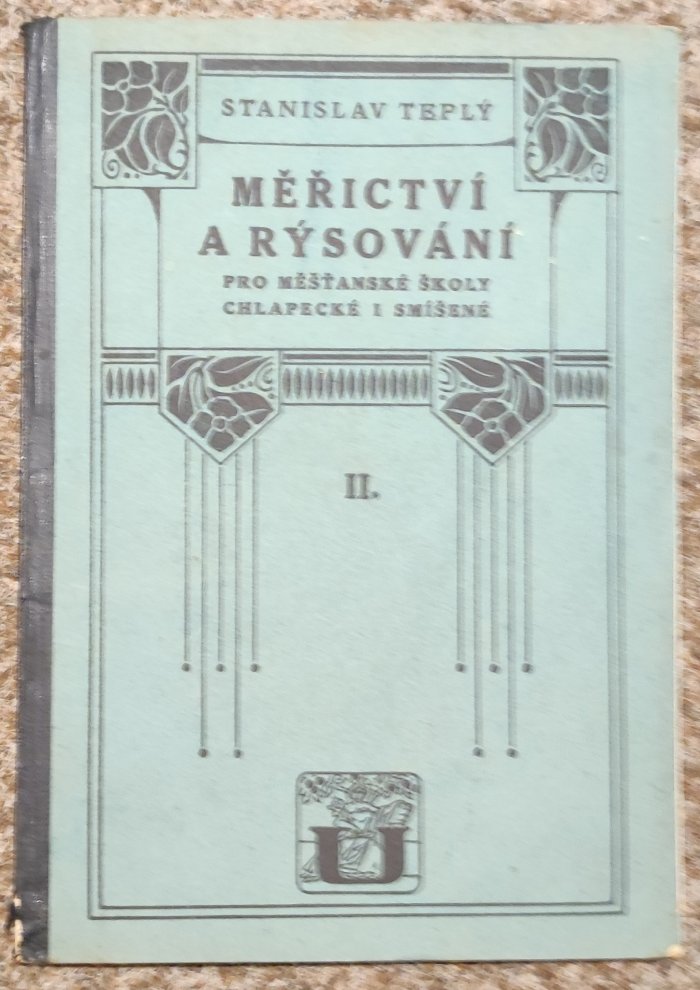 STANISLAV TEPLÝ
MĚŘICTVÍ
A RÝSOVÁNÍ
PRO MĚŠŤANSKÉ ŠKOLY
CHLAPECKÉ I SMÍŠENÉ
II.
U